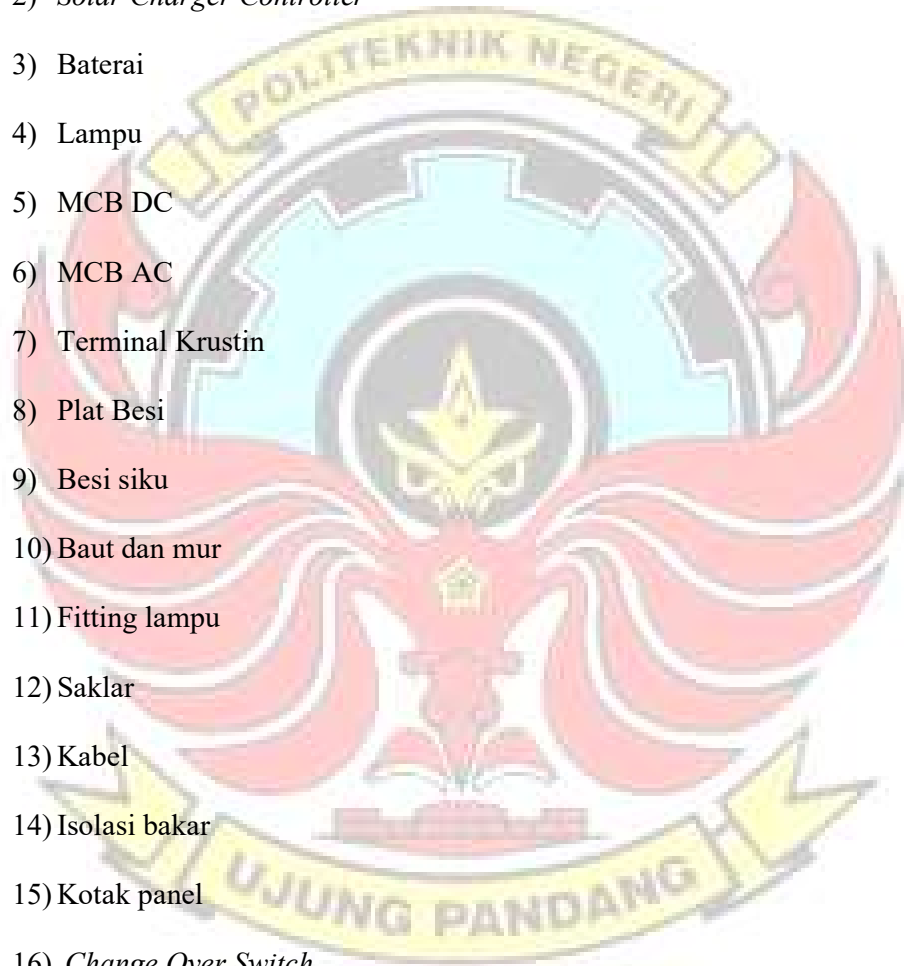 2) Solar Charger Controller
POLITEKNIK NEGERI
3) Baterai
4) Lampu
5) MCB DC
6) MCB AC
7) Terminal Krustin
8) Plat Besi
9) Besi siku
10) Baut dan mur
11) Fitting lampu
12) Saklar
13) Kabel
14) Isolasi bakar
15) Kotak panel
UJUNG PANDANG
16) Change Over Switch